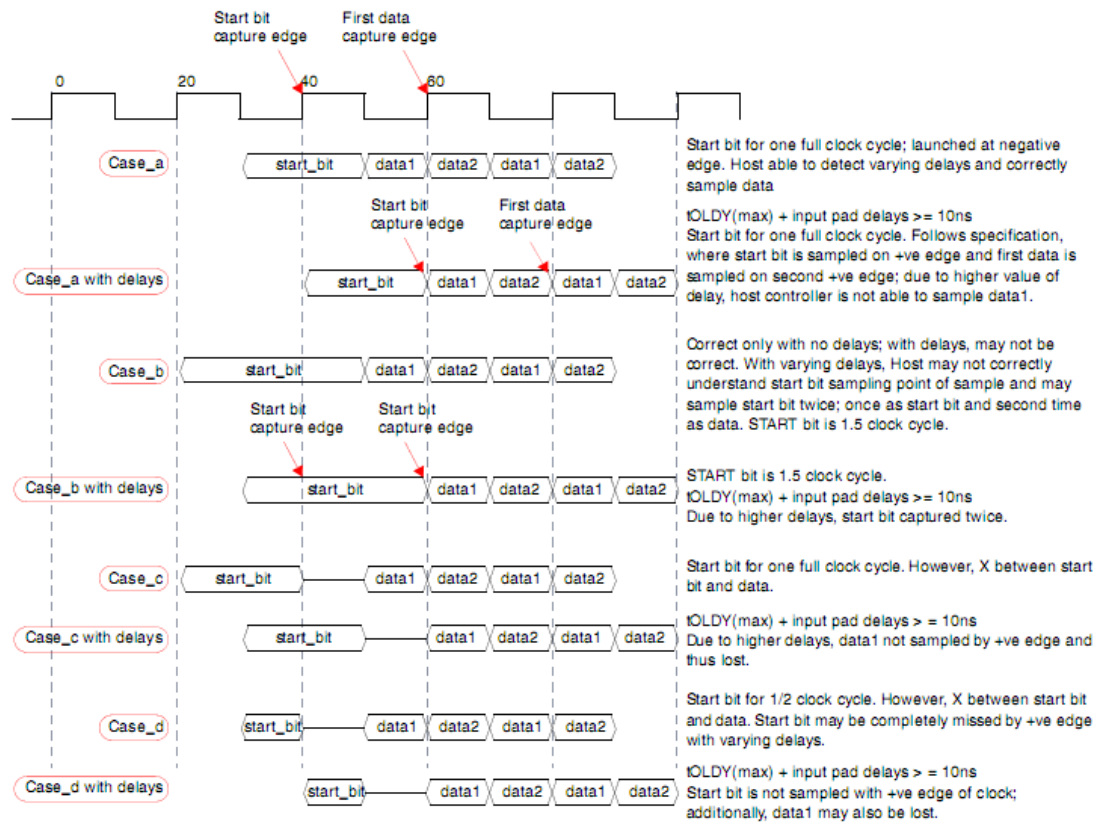 Start bit
capture edge
First data
capture edge
0
20
40
60
Case_a
start_bit
data1
data2
data1
data2
Start bit for one full clock cycle; launched at negative
edge. Host able to detect varying delays and correctly
sample data
Start bit
capture edge
First data
capture edge
Case_a with delays
start_bit
data1
data2
data1
data2
tOLDY(max) + input pad delays >= 10ns
Start bit for one full clock cycle. Follows specification,
where start bit is sampled on +ve edge and first data is
sampled on second +ve edge; due to higher value of
delay, host controller is not able to sample data1.
Case_b
start_bit
data1
data2
data1
data2
Correct only with no delays; with delays, may not be
correct. With varying delays, Host may not correctly
understand start bit sampling point of sample and may
sample start bit twice; once as start bit and second time
as data. START bit is 1.5 clock cycle.
Start bit
capture edge
Start bit
capture edge
Case_b with delays
start_bit
data1
data2
data1
data2
START bit is 1.5 clock cycle.
tOLDY(max) + input pad delays >= 10ns
Due to higher delays, start bit captured twice.
Case_c
start_bit
data1
data2
data1
data2
Start bit for one full clock cycle. However, X between start
bit and data.
Case_c with delays
start_bit
data1
data2
data1
data2
tOLDY(max) + input pad delays > = 10ns
Due to higher delays, data1 not sampled by +ve edge and
thus lost.
Case_d
start_bit
data1
data2
data1
data2
Start bit for 1/2 clock cycle. However, X between start bit
and data. Start bit may be completely missed by +ve edge
with varying delays.
Case_d with delays
start_bit
data1
data2
data1
data2
tOLDY(max) + input pad delays > = 10ns
Start bit is not sampled with +ve edge of clock;
additionally, data1 may also be lost.